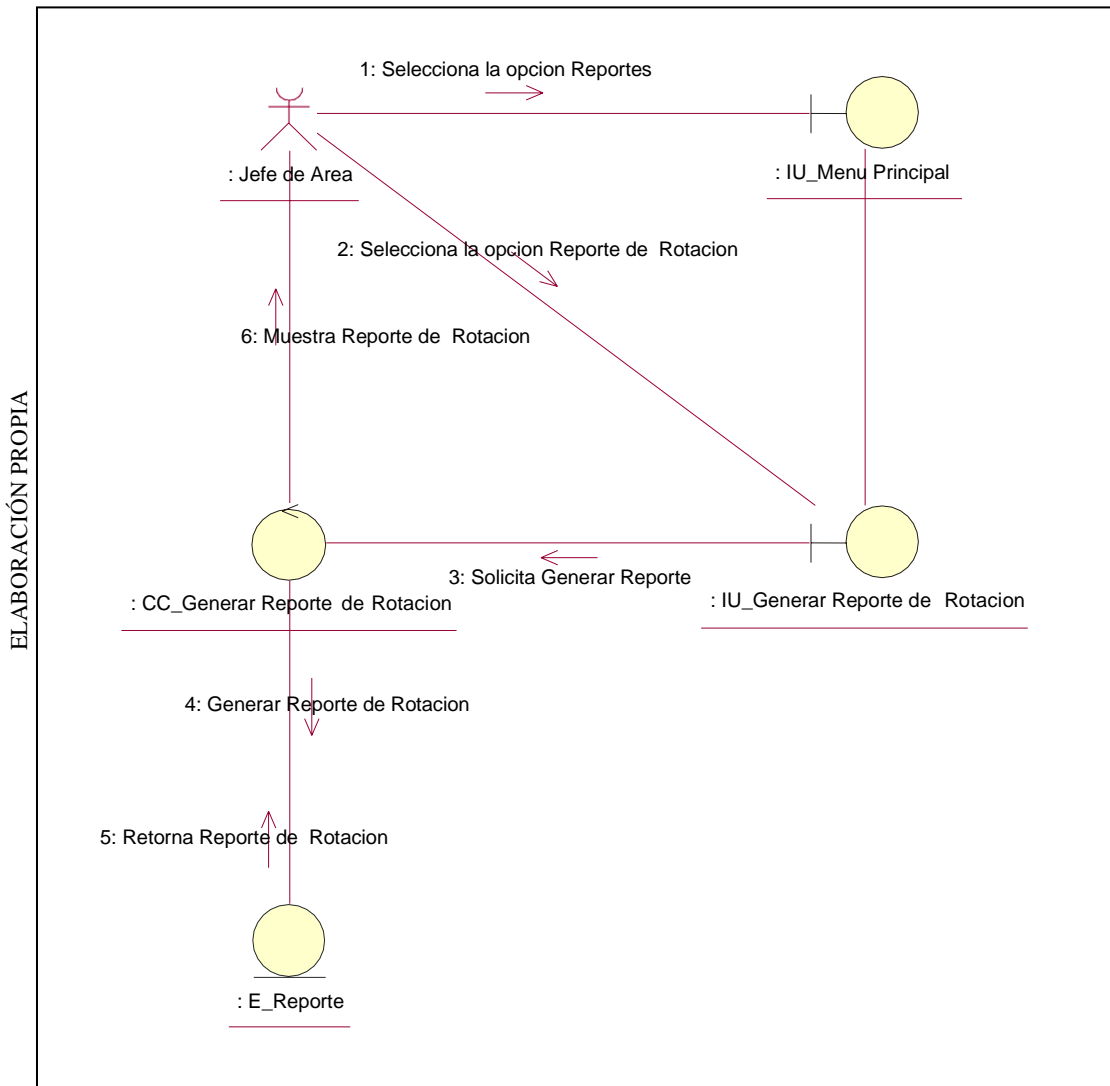 1: Selecciona la opcion Reportes
: Jefe de Area
: IU_Menu Principal
2: Selecciona la opcion Reporte de Rotacion
6: Muestra Reporte de Rotacion
ELABORACIÓN PROPIA
3: Solicita Generar Reporte
: CC_Generar Reporte de Rotacion
: IU_Generar Reporte de Rotacion
4: Generar Reporte de Rotacion
5: Retorna Reporte de Rotacion
: E_Reporte